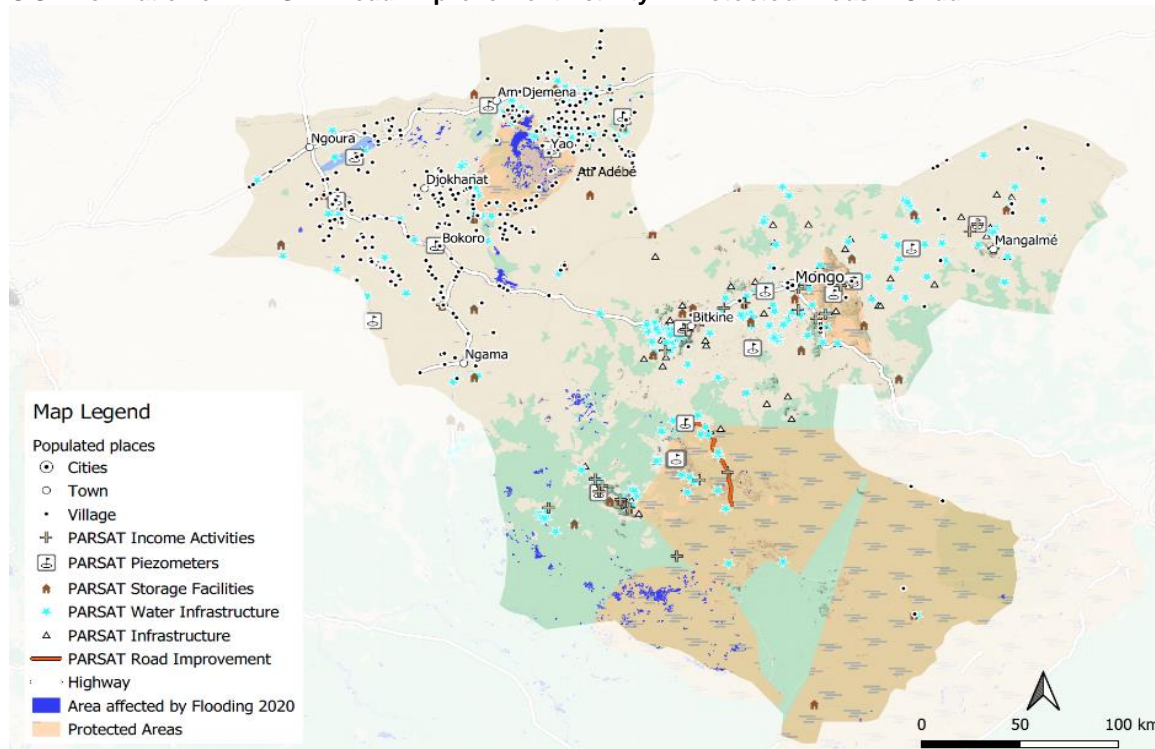 Am Djemena
Ngoura
Yao
Djokhanat
Ati Adébé
Bokoro
Mangalmé
Mongo
Bitkine
Ngama
Map Legend
Populated places
Cities
Town
Village
PARSAT Income Activities
PARSAT Piezometers
PARSAT Storage Facilities
PARSAT Water Infrastructure
PARSAT Infrastructure
PARSAT Road Improvement
Highway
Area affected by Flooding 2020
Protected Areas
0 50 100 km